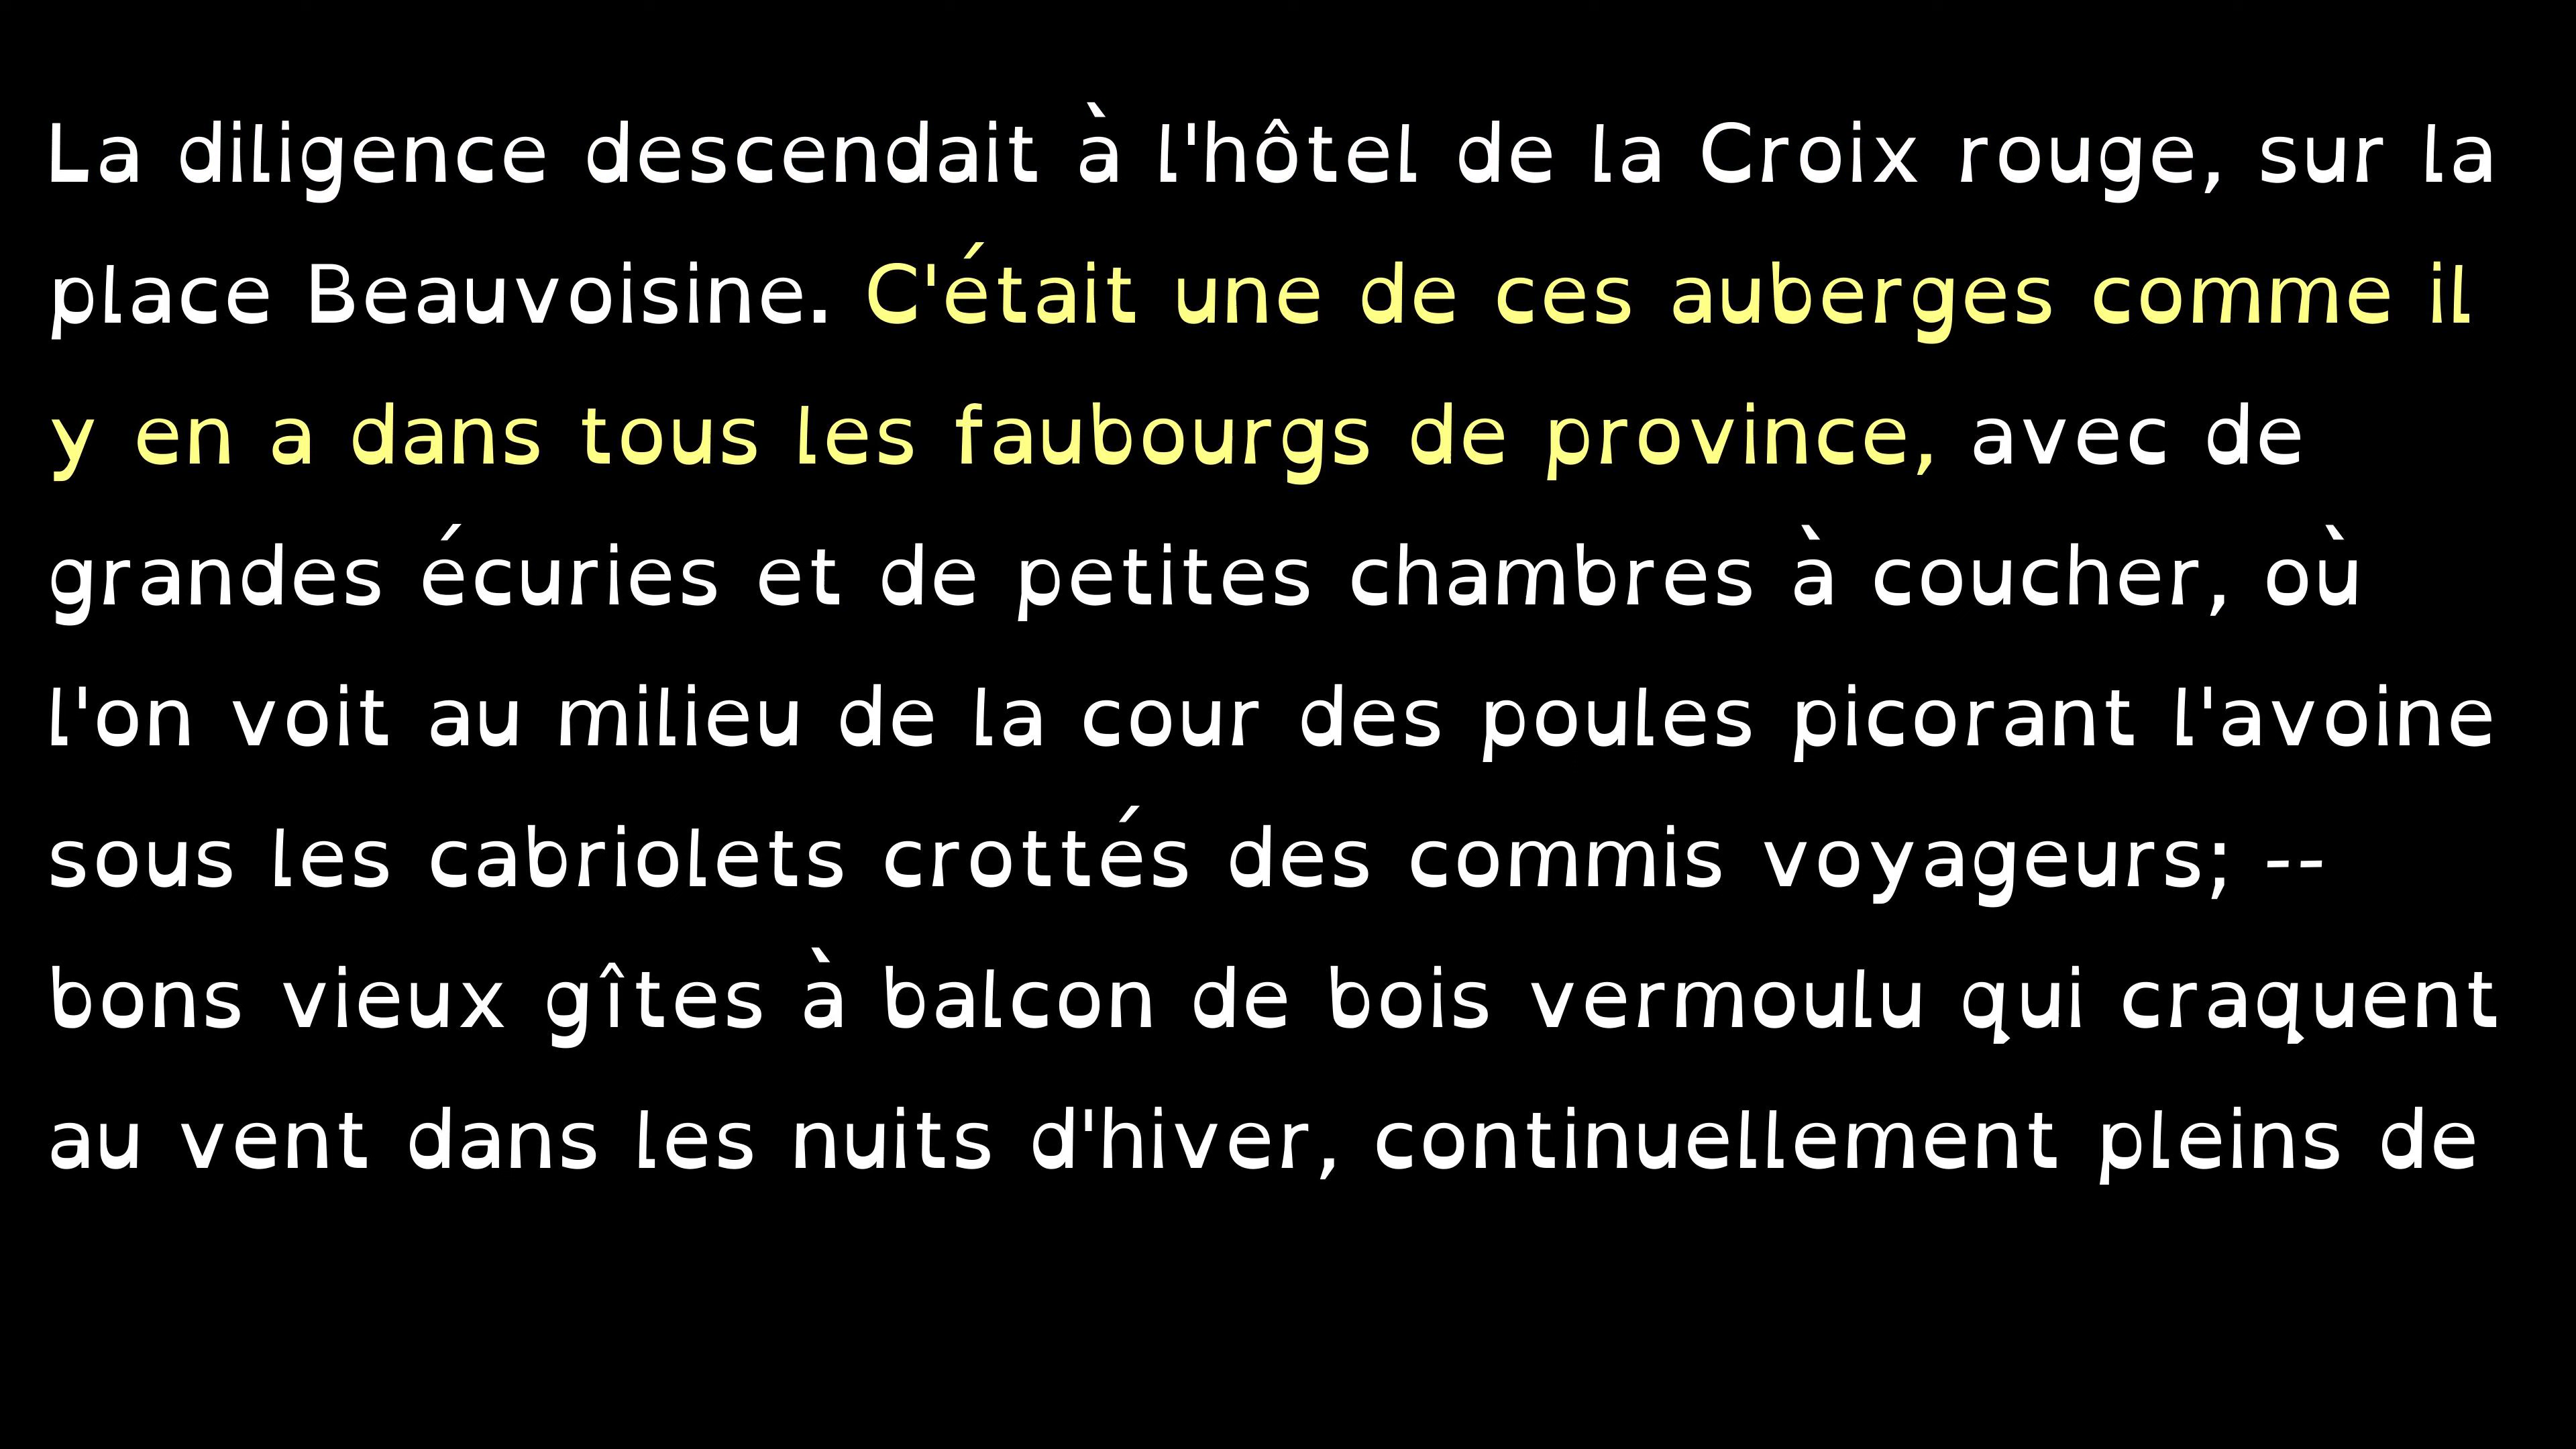 La diligence descendait à l'hôtel de la Croix rouge, sur la
place Beauvoisine. C'était une de ces auberges comme il
y en a dans tous les faubourgs de province, avec de
grandes écuries et de petites chambres à coucher, où
l'on voit au milieu de la cour des poules picorant l'avoine
sous les cabriolets crottés des commis voyageurs; --
bons vieux gîtes à balcon de bois vermoulu qui craquent
au vent dans les nuits d'hiver, continuellement pleins de